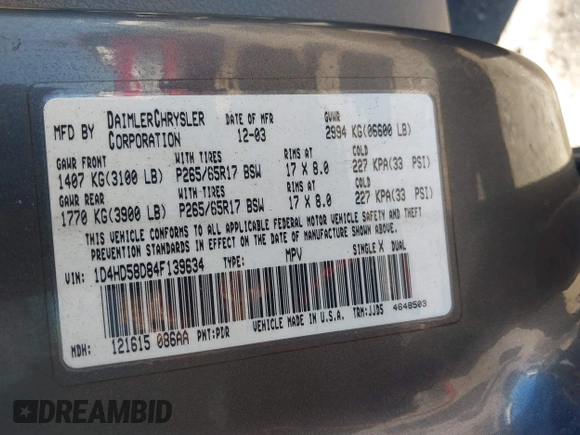 MFD BY DAIMLERCHRYSLER CORPORATION DATE OF MFR 12-03 GVWR 2994 KG(06600 LB)
GAWR FRONT WITH TIRES RIMS AT COLD
1407 KG(3100 LB) P265/65R17 BSW 17 X 8.0 227 KPA(33 PSI)
GAWR REAR WITH TIRES RIMS AT COLD
1770 KG(3900 LB) P265/65R17 BSW 17 X 8.0 227 KPA(33 PSI)
THIS VEHICLE CONFORMS TO ALL APPLICABLE FEDERAL MOTOR VEHICLE SAFETY AND THEFT
PREVENTION STANDARDS IN EFFECT ON THE DATE OF MANUFACTURE SHOWN ABOVE.
VIN: 1D4HD58D84F139634 TYPE: MPV SINGLE X DUAL
MDH: 121615 086AA PNT:PDR VEHICLE MADE IN U.S.A. TRM:JJDS 4648503
DREAMBID